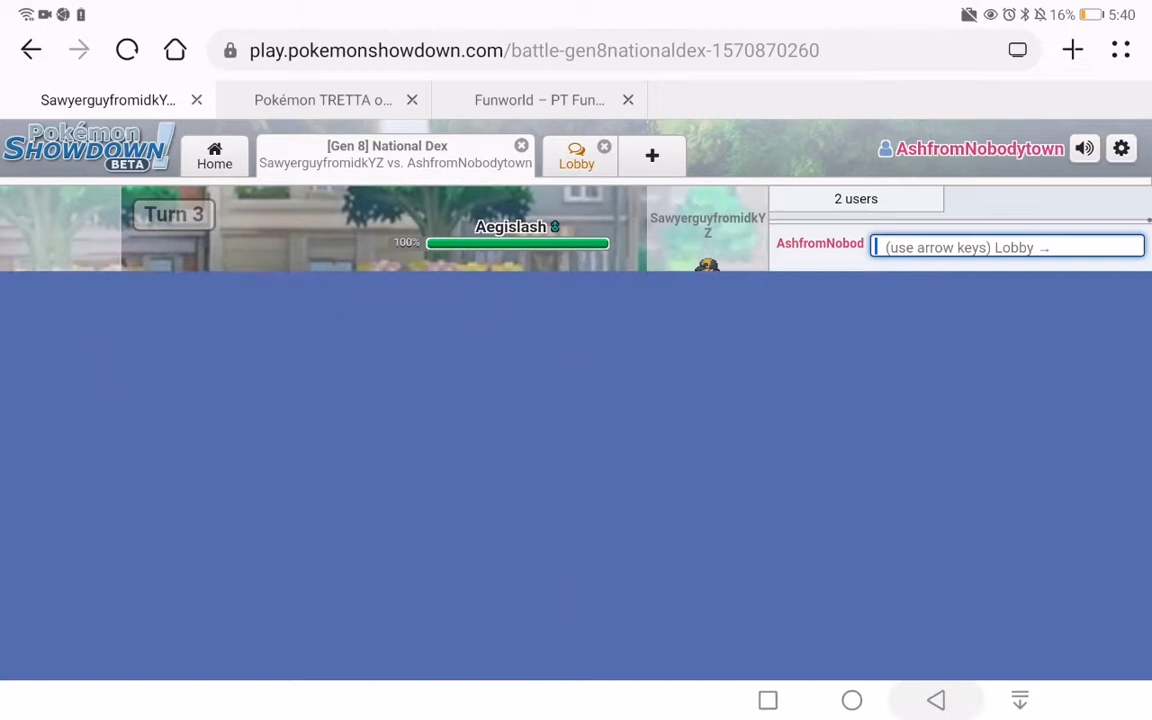 16% 5:40
play.pokemonshowdown.com/battle-gen8nationaldex-1570870260
SawyerguyfromidkY... Pokémon TRETTA o... Funworld – PT Fun...
Pokémon SHOWDOWN! BETA
Home
[Gen 8] National Dex
SawyerguyfromidkYZ vs. AshfromNobodytown
Lobby
AshfromNobodytown
Turn 3
Aegislash
100%
SawyerguyfromidkY
Z
2 users
AshfromNobod (use arrow keys) Lobby →